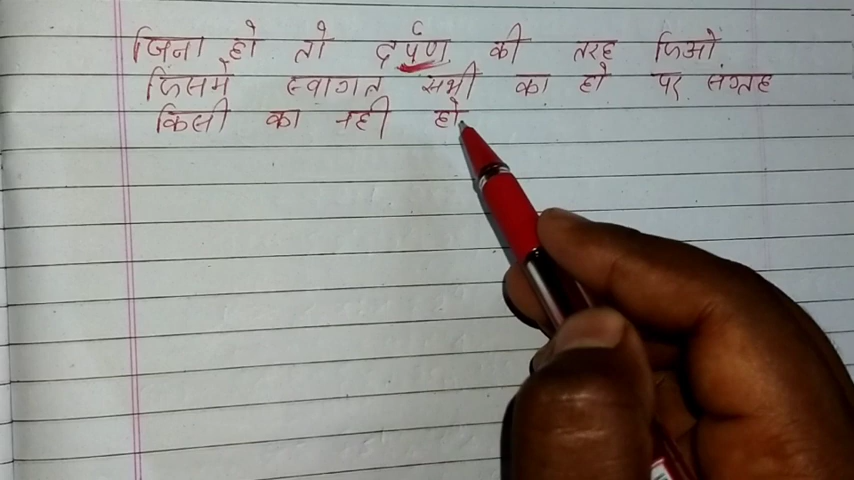 जिना हो तो दर्पण की तरह जिओ
जिसमे स्वागत सभी का हो पर संग्रह
किसी का नही हो